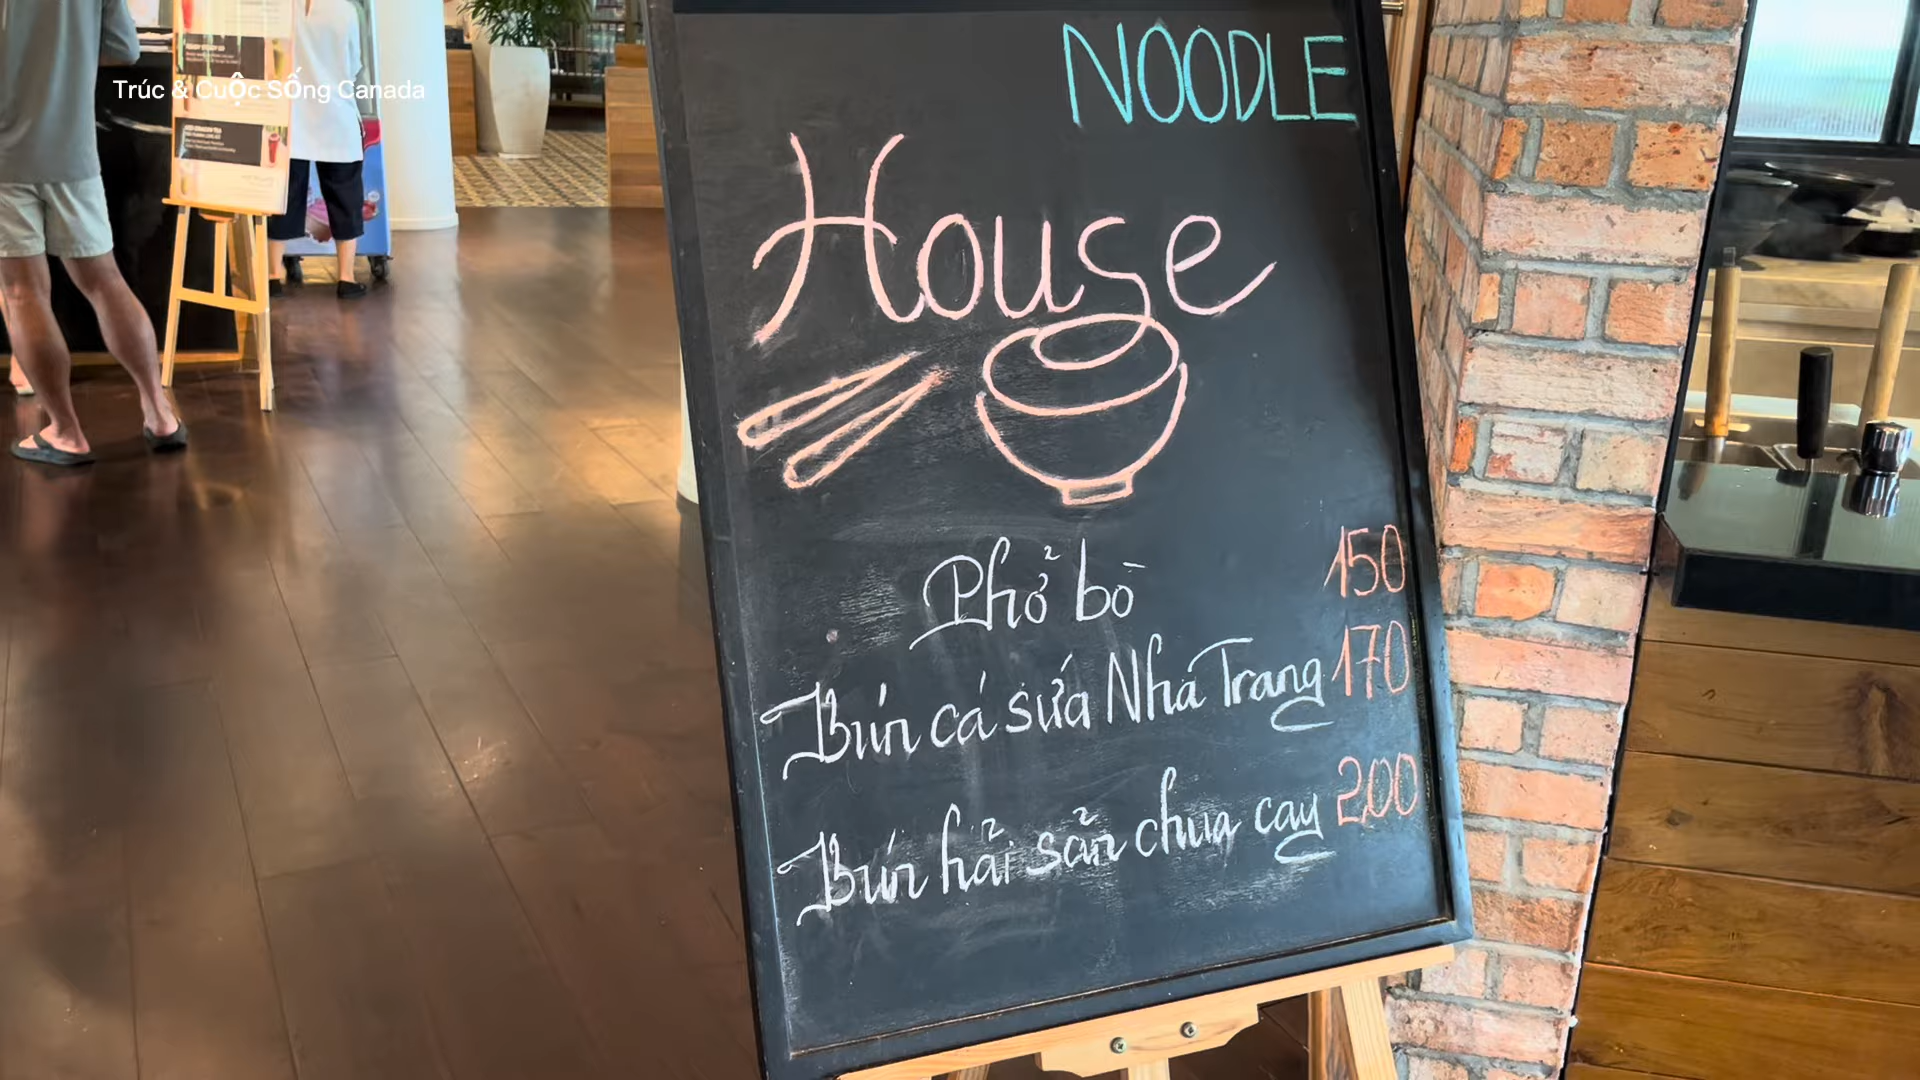 Trúc & Cuộc Sống Canada
NOODLE
House
Phở bò 150
Bún cá sứa Nha Trang 170
Bún hải sản chua cay 200